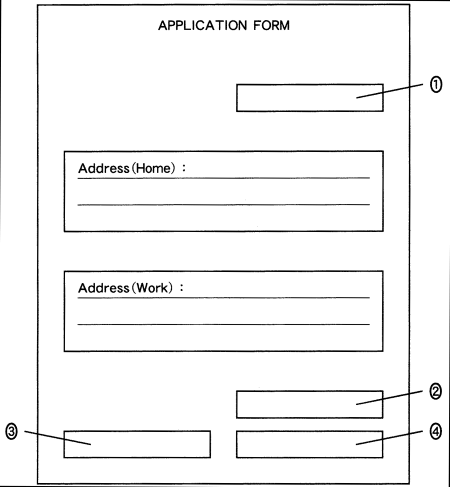 APPLICATION FORM
①
Address(Home) :
Address(Work) :
②
③
④